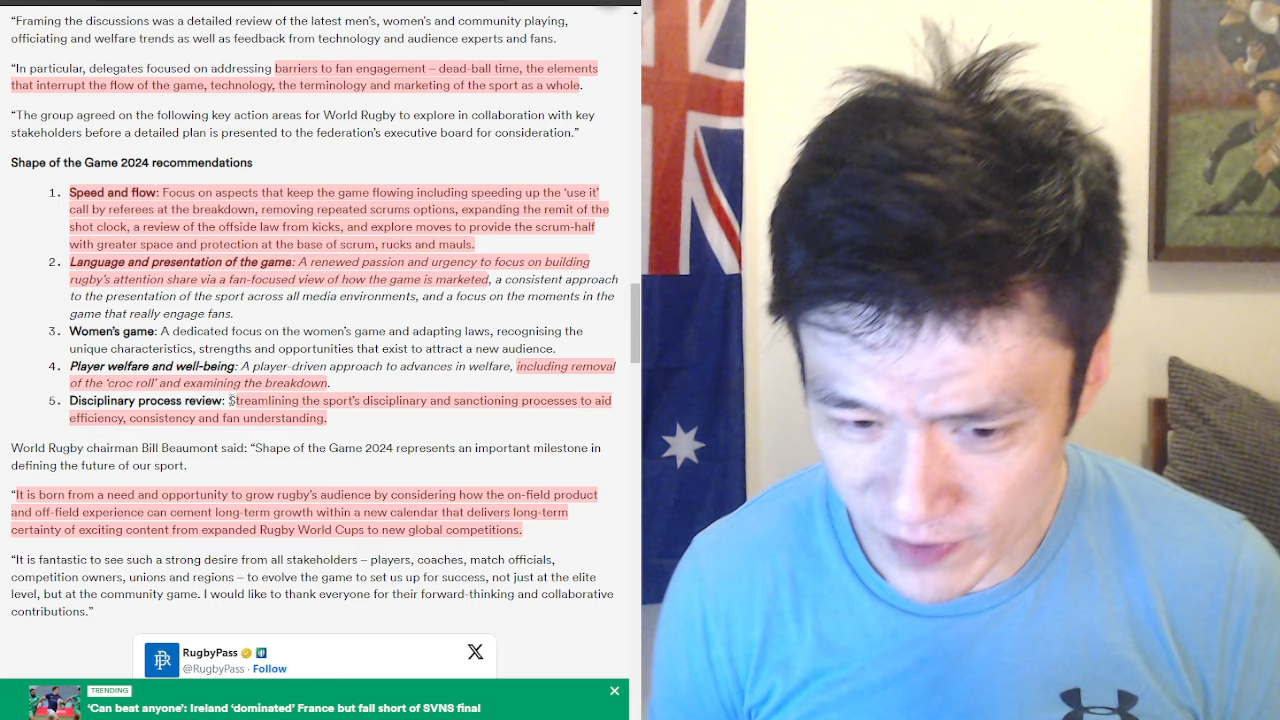 “Framing the discussions was a detailed review of the latest men’s, women’s and community playing,
officiating and welfare trends as well as feedback from technology and audience experts and fans.
“In particular, delegates focused on addressing barriers to fan engagement – dead-ball time, the elements
that interrupt the flow of the game, technology, the terminology and marketing of the sport as a whole.
“The group agreed on the following key action areas for World Rugby to explore in collaboration with key
stakeholders before a detailed plan is presented to the federation’s executive board for consideration.”
Shape of the Game 2024 recommendations
1. Speed and flow: Focus on aspects that keep the game flowing including speeding up the ‘use it’
call by referees at the breakdown, removing repeated scrums options, expanding the remit of the
shot clock, a review of the offside law from kicks, and explore moves to provide the scrum-half
with greater space and protection at the base of scrum, rucks and mauls.
2. Language and presentation of the game: A renewed passion and urgency to focus on building
rugby’s attention share via a fan-focused view of how the game is marketed, a consistent approach
to the presentation of the sport across all media environments, and a focus on the moments in the
game that really engage fans.
3. Women’s game: A dedicated focus on the women’s game and adapting laws, recognising the
unique characteristics, strengths and opportunities that exist to attract a new audience.
4. Player welfare and well-being: A player-driven approach to advances in welfare, including removal
of the ‘croc roll’ and examining the breakdown.
5. Disciplinary process review: Streamlining the sport’s disciplinary and sanctioning processes to aid
efficiency, consistency and fan understanding.
World Rugby chairman Bill Beaumont said: “Shape of the Game 2024 represents an important milestone in
defining the future of our sport.
“It is born from a need and opportunity to grow rugby’s audience by considering how the on-field product
and off-field experience can cement long-term growth within a new calendar that delivers long-term
certainty of exciting content from expanded Rugby World Cups to new global competitions.
“It is fantastic to see such a strong desire from all stakeholders – players, coaches, match officials,
competition owners, unions and regions – to evolve the game to set us up for success, not just at the elite
level, but at the community game. I would like to thank everyone for their forward-thinking and collaborative
contributions.”
RugbyPass
@RugbyPass · Follow
TRENDING
‘Can beat anyone’: Ireland ‘dominated’ France but fall short of SVNS final